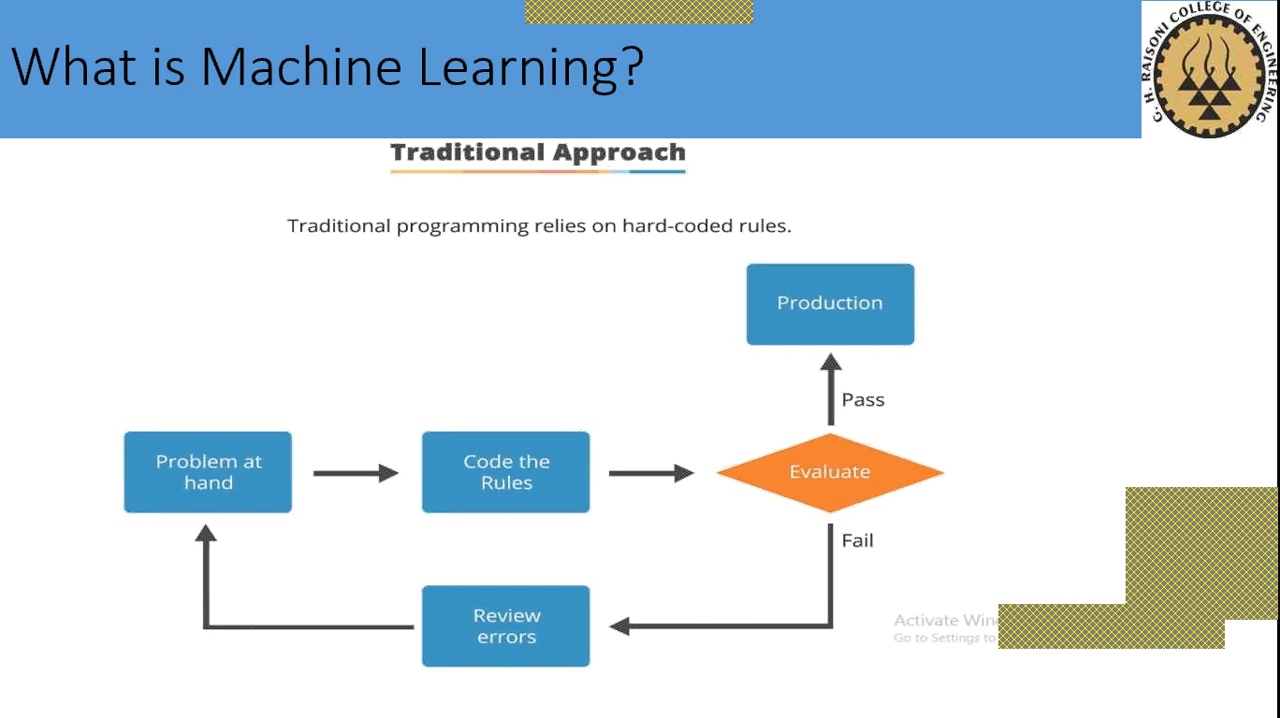 What is Machine Learning?
G. H. RAISONI COLLEGE OF ENGINEERING
Traditional Approach
Traditional programming relies on hard-coded rules.
Production
Pass
Problem at
hand
Code the
Rules
Evaluate
Fail
Review
errors
Activate
Go to Settings to